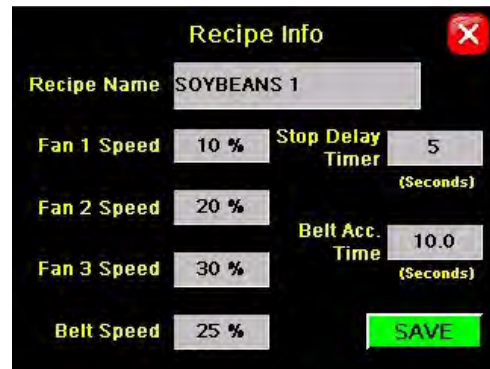 Recipe Info
Recipe Name SOYBEANS 1
Fan 1 Speed 10 %
Stop Delay
Timer 5
(Seconds)
Fan 2 Speed 20 %
Belt Acc.
Time 10.0
(Seconds)
Fan 3 Speed 30 %
Belt Speed 25 %
SAVE